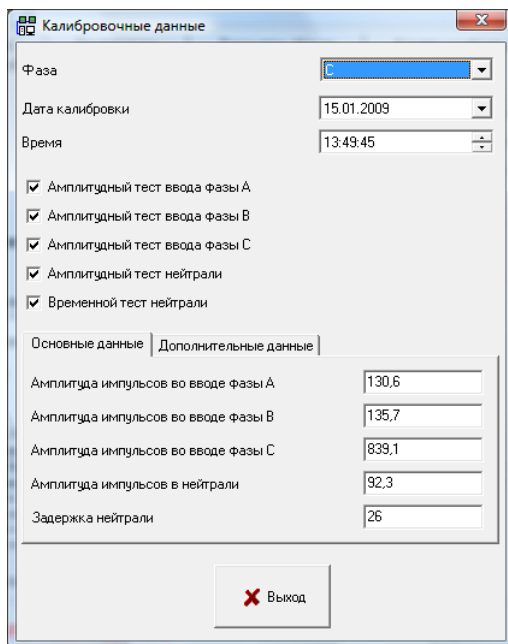 Калибровочные данные
Фаза C
Дата калибровки 15.01.2009
Время 13:49:45
Амплитудный тест ввода фазы A
Амплитудный тест ввода фазы B
Амплитудный тест ввода фазы C
Амплитудный тест нейтрали
Временной тест нейтрали
Основные данные Дополнительные данные
Амплитуда импульсов во вводе фазы A 130,6
Амплитуда импульсов во вводе фазы B 135,7
Амплитуда импульсов во вводе фазы C 839,1
Амплитуда импульсов в нейтрали 92,3
Задержка нейтрали 26
Выход